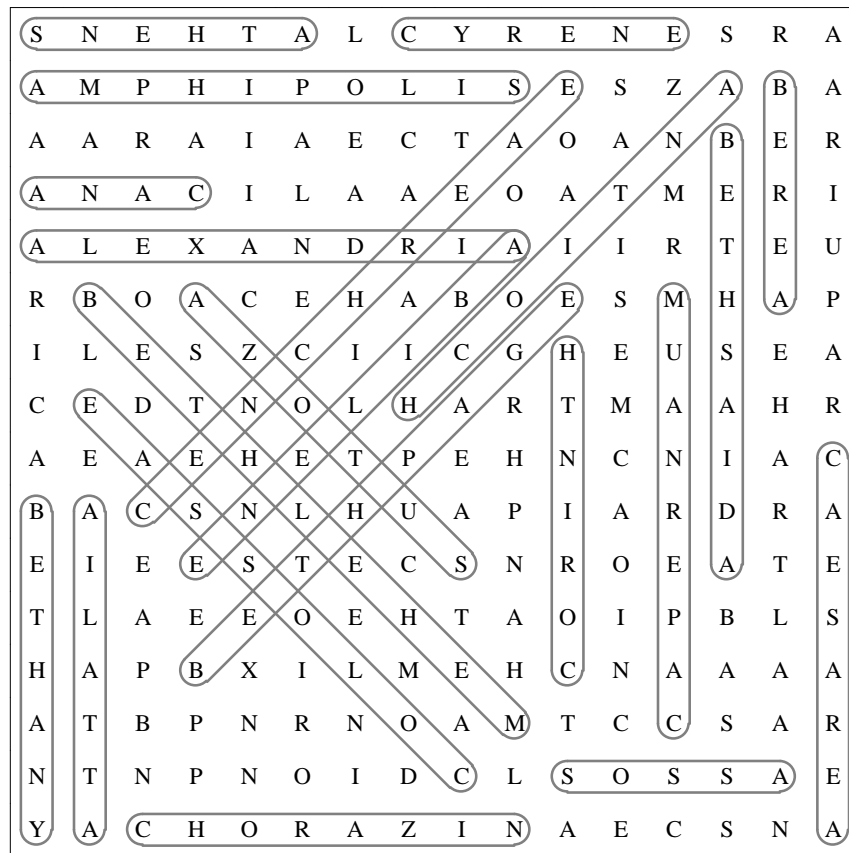 S N E H T A L C Y R E N E S R A
A M P H I P O L I S E S Z A B A
A A R A I A E C T A O A N B E R
A N A C I L A A E O A T M E R I
A L E X A N D R I A I I R T E U
R B O A C E H A B O E S M H A P
I L E S Z C I I C G H E U S E A
C E D T N O L H A R T M A A H R
A E A E H E T P E H N C N I A C
B A C S N L H U A P I A R D R A
E I E E S T E C S N R O E A T E
T L A E E O E H T A O I P B L S
H A P B X I L M E H C N A A A A
A T B P N R N O A M T C C S A R
N T N P N O I D C L S O S S A E
Y A C H O R A Z I N A E C S N A